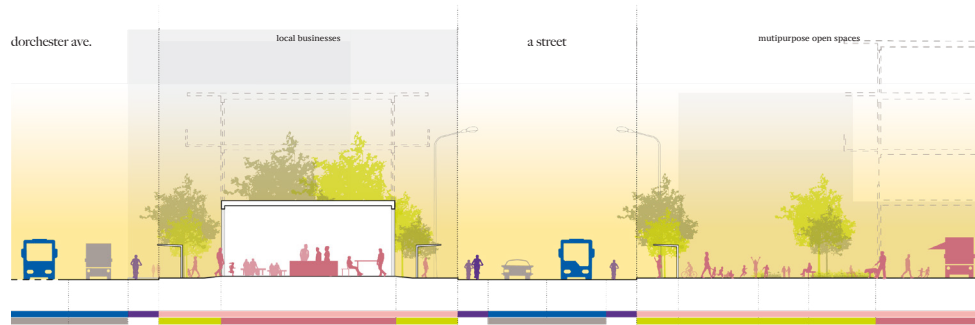 dorchester ave.
local businesses
a street
mutipurpose open spaces